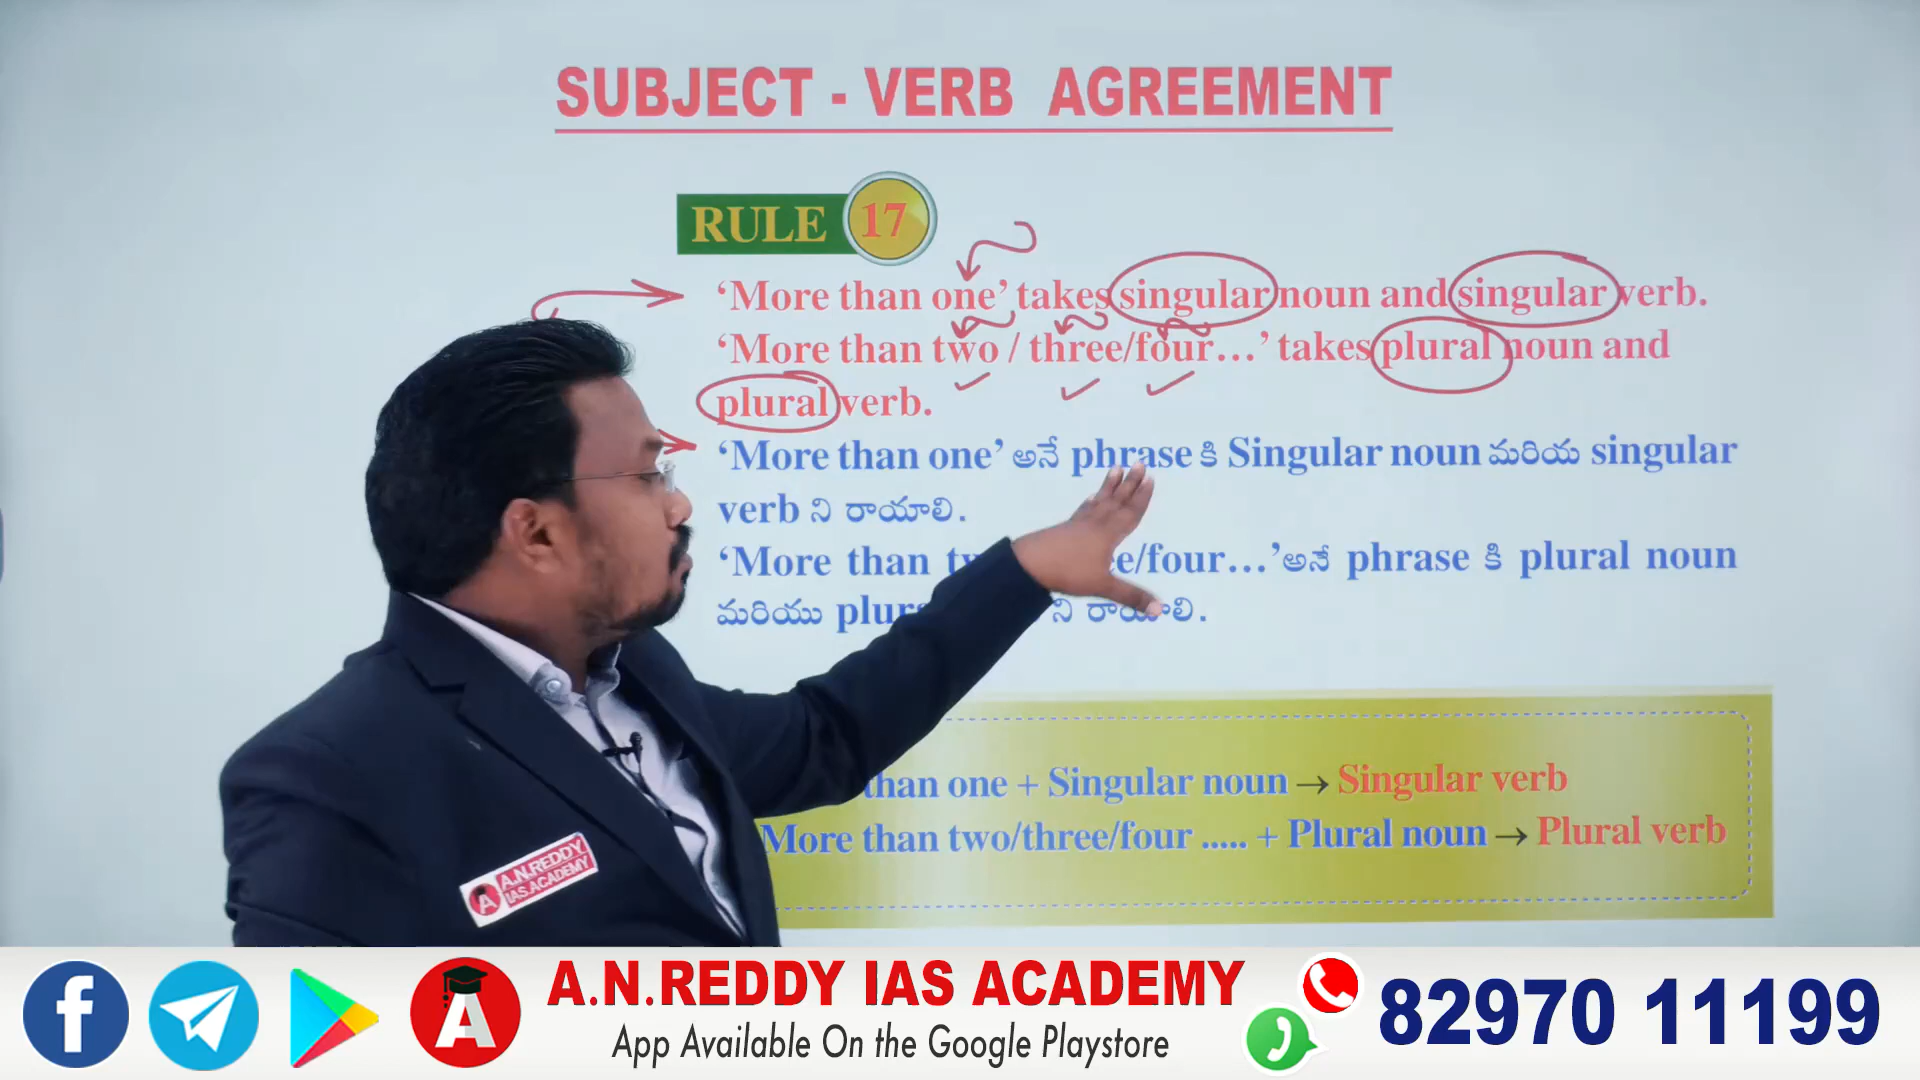 SUBJECT - VERB AGREEMENT
RULE 17
‘More than one’ takes singular noun and singular verb.
‘More than two / three/four...’ takes plural noun and
plural verb.
‘More than one’ అనే phrase కి Singular noun మరియ singular
verb ని రాయాలి.
‘More than /four...’అనే phrase కి plural noun
మరియు ని రాయాలి.
than one + Singular noun → Singular verb
More than two/three/four ..... + Plural noun → Plural verb
A.N.REDDY
IAS.ACADEMY
A.N.REDDY IAS ACADEMY
App Available On the Google Playstore
82970 11199